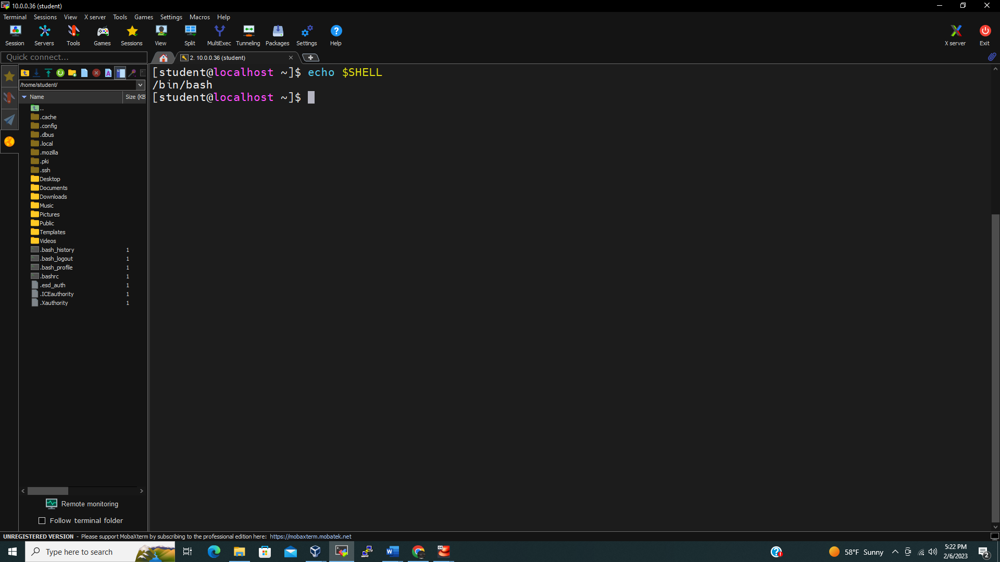 10.0.0.36 (student)
Terminal Sessions View X server Tools Games Settings Macros Help
Session Servers Tools Games Sessions View Split MultiExec Tunneling Packages Settings Help X server Exit
Quick connect...
2. 10.0.0.36 (student)
/home/student/
Name Size (KB
..
.cache
.config
.dbus
.local
.mozilla
.pki
.ssh
Desktop
Documents
Downloads
Music
Pictures
Public
Templates
Videos
.bash_history 1
.bash_logout 1
.bash_profile 1
.bashrc 1
.esd_auth 1
.ICEauthority 1
.Xauthority 1
Remote monitoring
Follow terminal folder
[student@localhost ~]$ echo $SHELL
/bin/bash
[student@localhost ~]$
UNREGISTERED VERSION - Please support MobaXterm by subscribing to the professional edition here: https://mobaxterm.mobatek.net
Type here to search
58°F Sunny
5:22 PM
2/6/2023
2